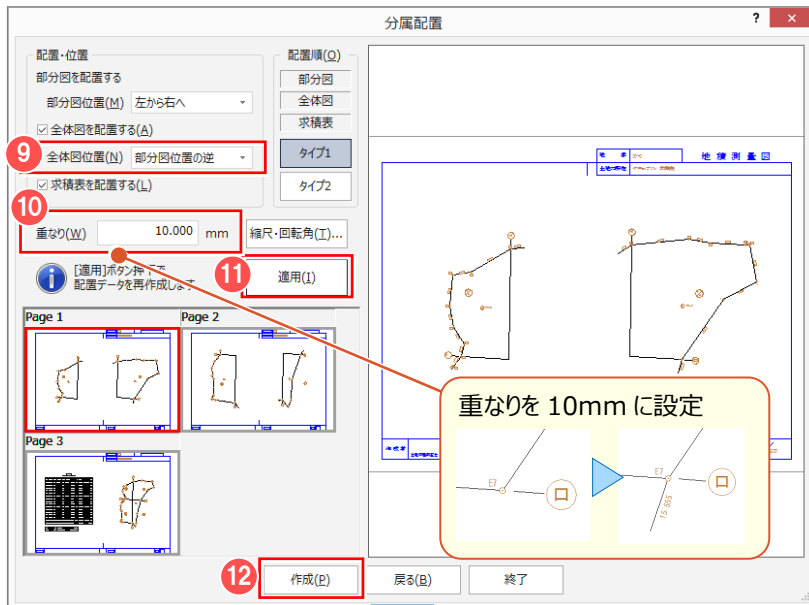 分属配置
?
×
配置・位置
部分図を配置する
部分図位置(M) 左から右へ
全体図を配置する(A)
9 全体図位置(N) 部分図位置の逆
求積表を配置する(L)
配置順(O)
部分図
全体図
求積表
タイプ1
タイプ2
10
重なり(W) 10.000 mm
縮尺・回転角(T)...
[適用]ボタン押下で
配置データを再作成します
11 適用(I)
地積測量図
Page 1
Page 2
Page 3
重なりを 10mm に設定
E7 口
E7 口
15.555
12 作成(P)
戻る(B)
終了